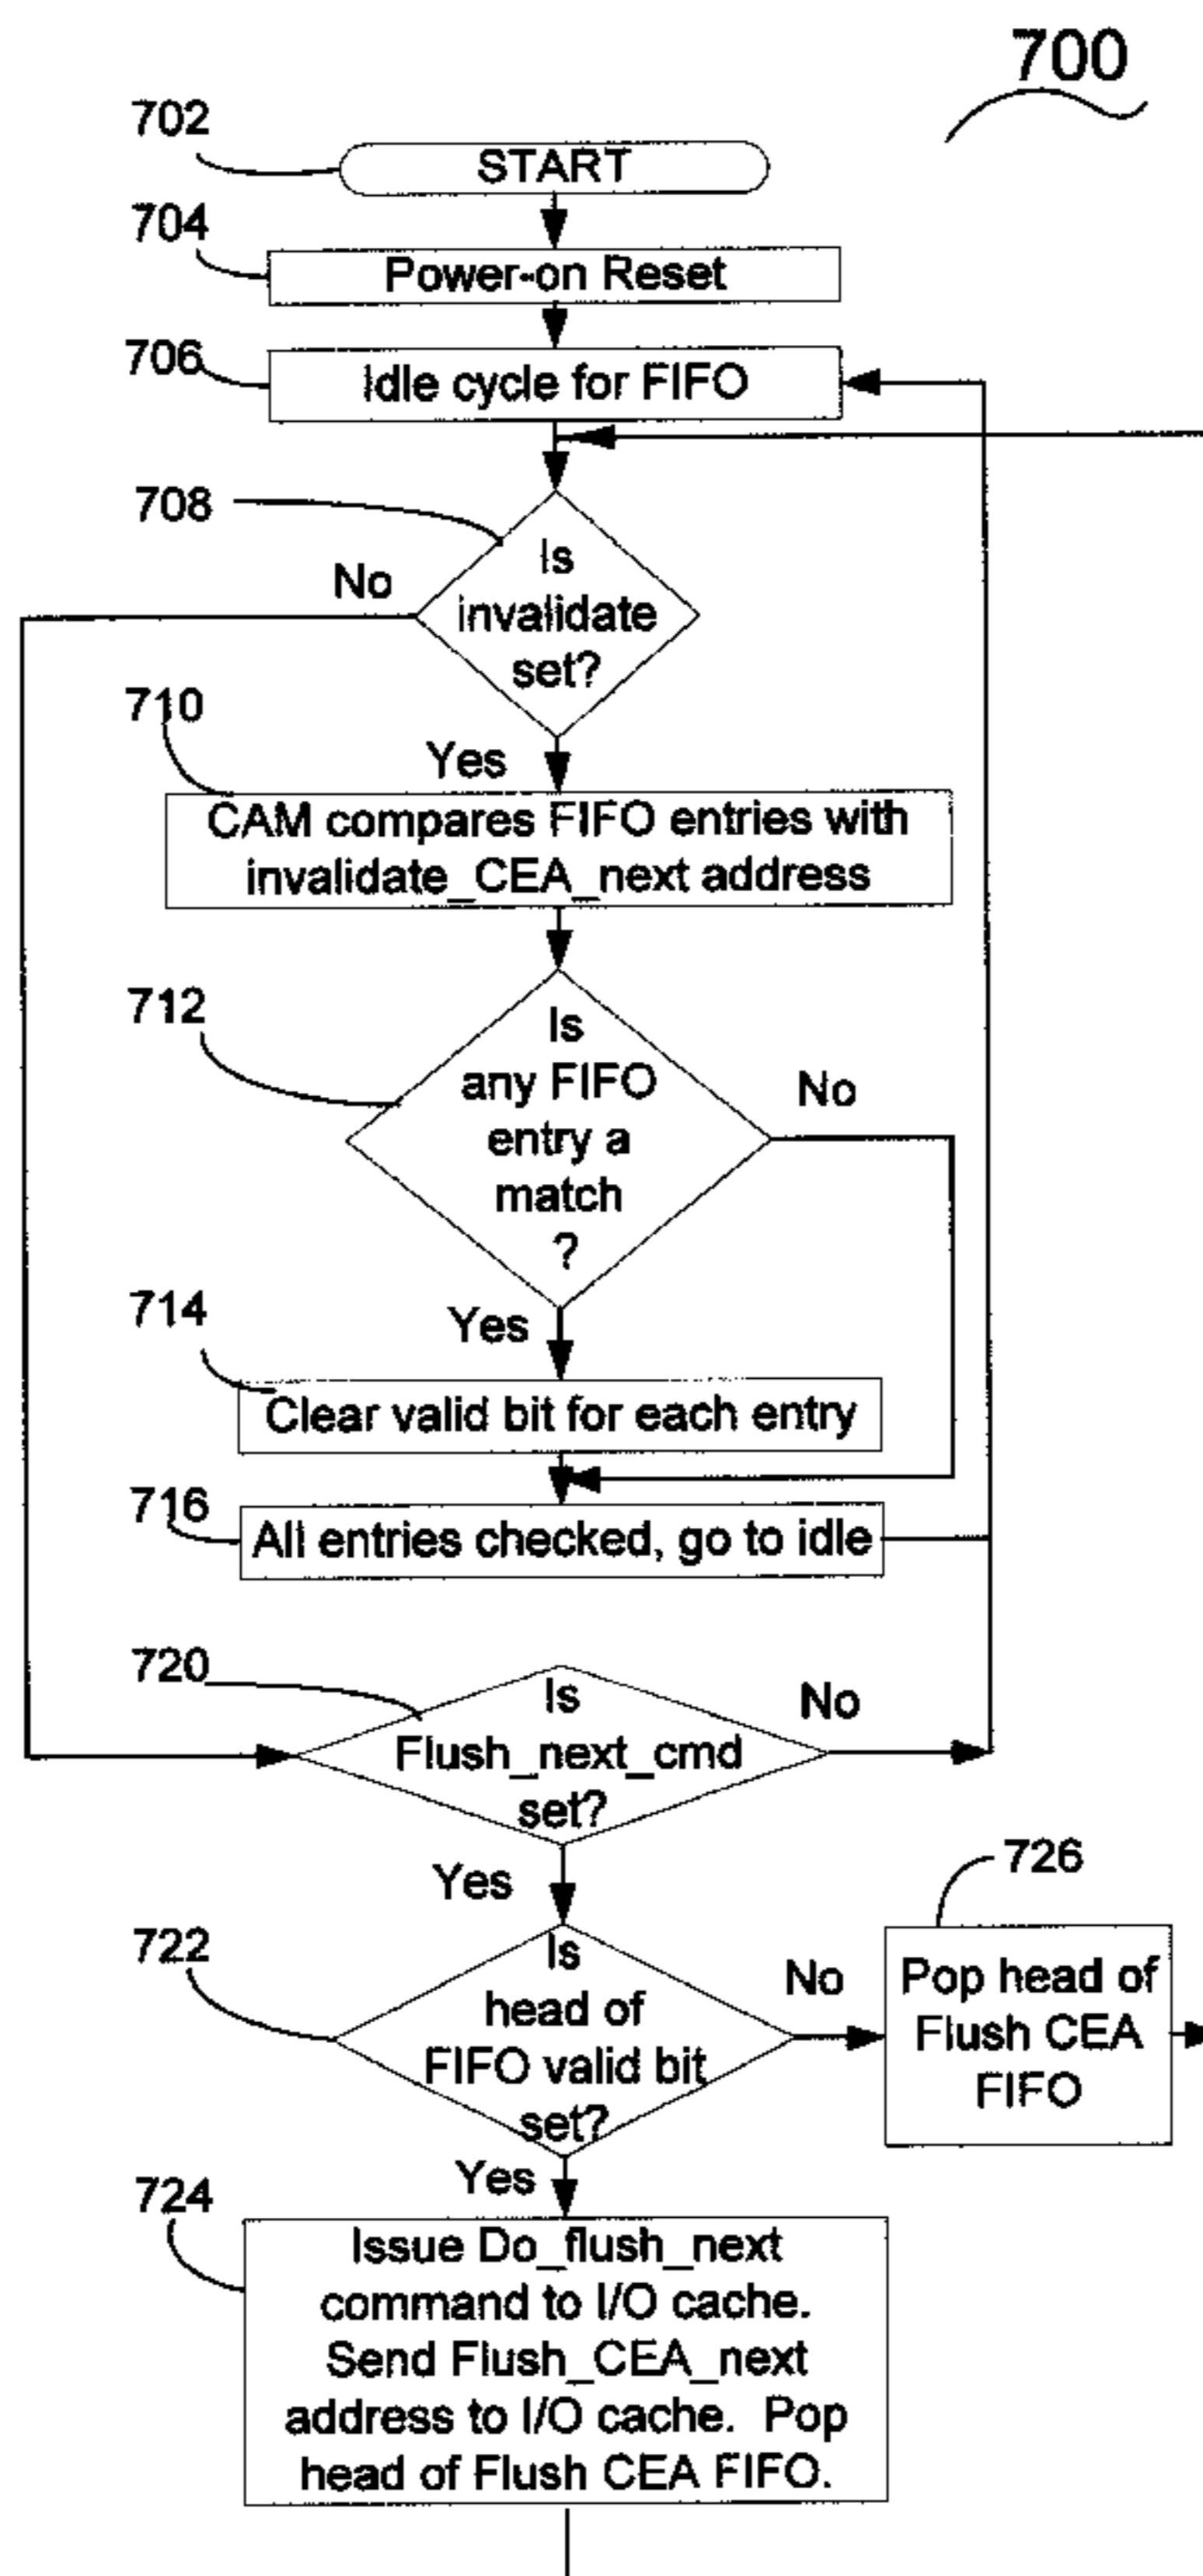 700
702
START
704
Power-on Reset
706
Idle cycle for FIFO
708
Is
invalidate
set?
No
Yes
710
CAM compares FIFO entries with
invalidate_CEA_next address
712
Is
any FIFO
entry a
match
?
No
Yes
714
Clear valid bit for each entry
716
All entries checked, go to idle
720
Is
Flush_next_cmd
set?
No
Yes
722
Is
head of
FIFO valid bit
set?
No
726
Pop head of
Flush CEA
FIFO
Yes
724
Issue Do_flush_next
command to I/O cache.
Send Flush_CEA_next
address to I/O cache. Pop
head of Flush CEA FIFO.